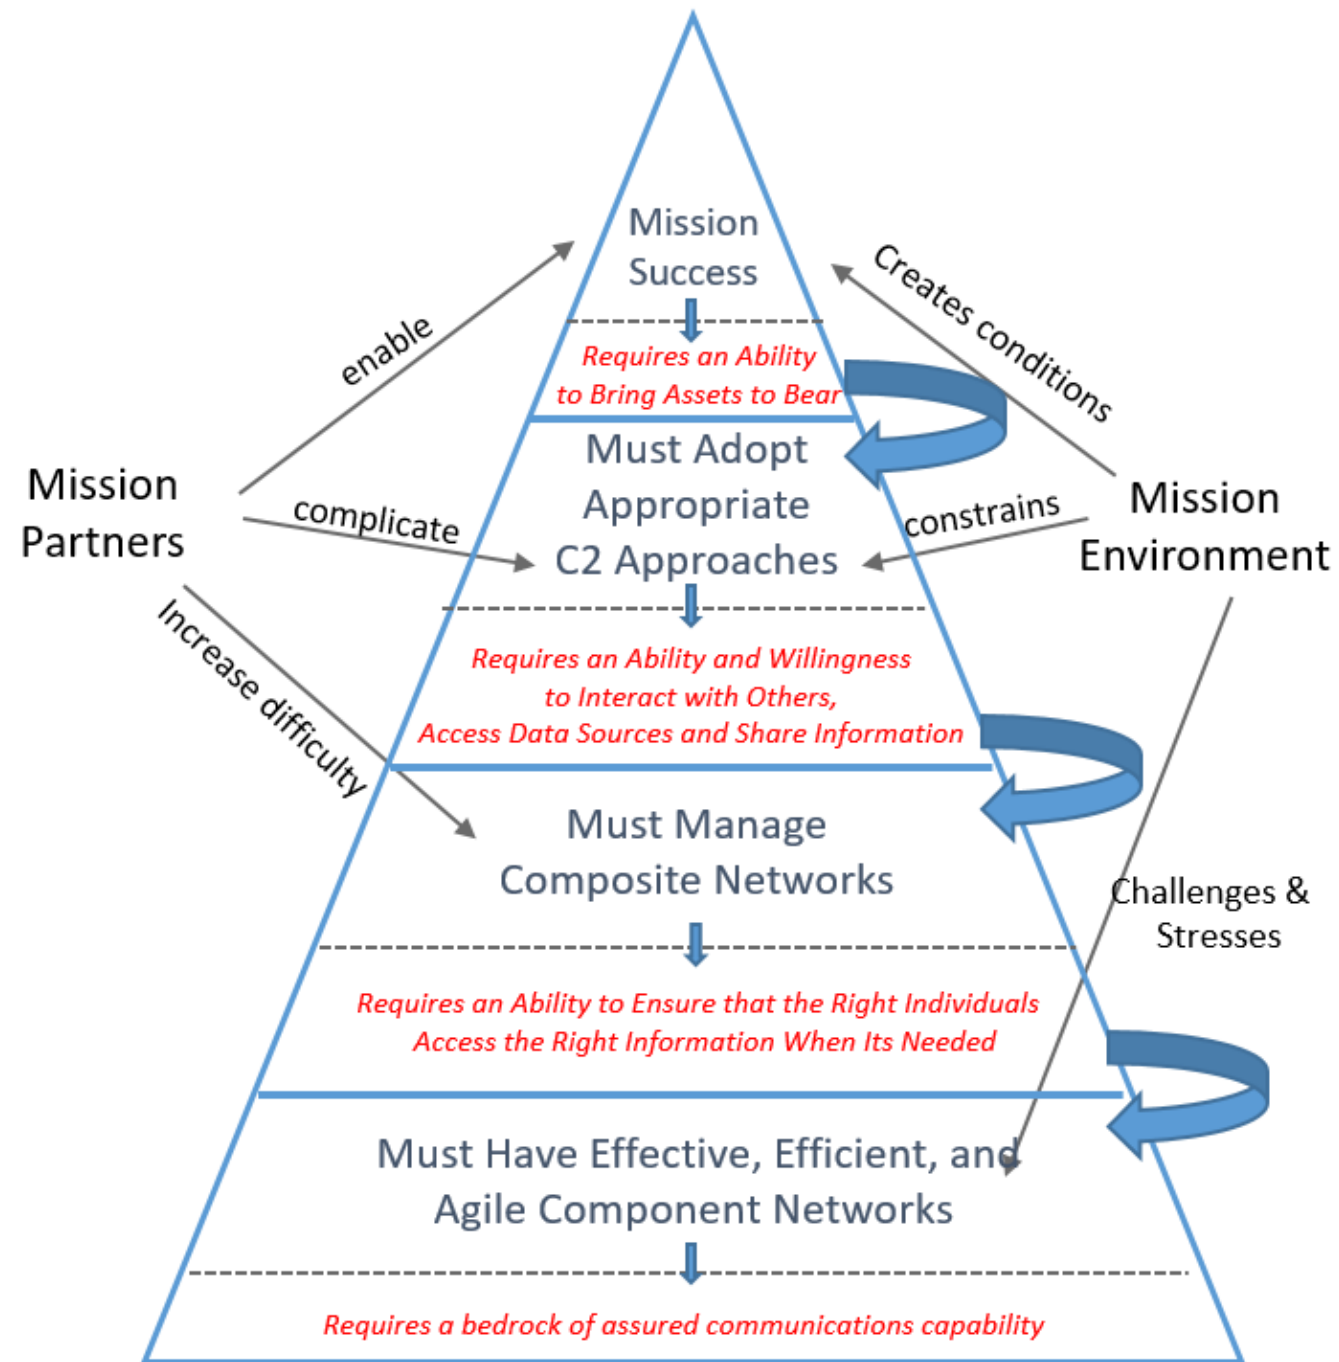 Mission
Success
Requires an Ability
to Bring Assets to Bear
Must Adopt
Appropriate
C2 Approaches
Requires an Ability and Willingness
to Interact with Others,
Access Data Sources and Share Information
Must Manage
Composite Networks
Requires an Ability to Ensure that the Right Individuals
Access the Right Information When Its Needed
Must Have Effective, Efficient, and
Agile Component Networks
Requires a bedrock of assured communications capability
Mission
Partners
enable
complicate
Increase difficulty
Mission
Environment
Creates conditions
constrains
Challenges &
Stresses